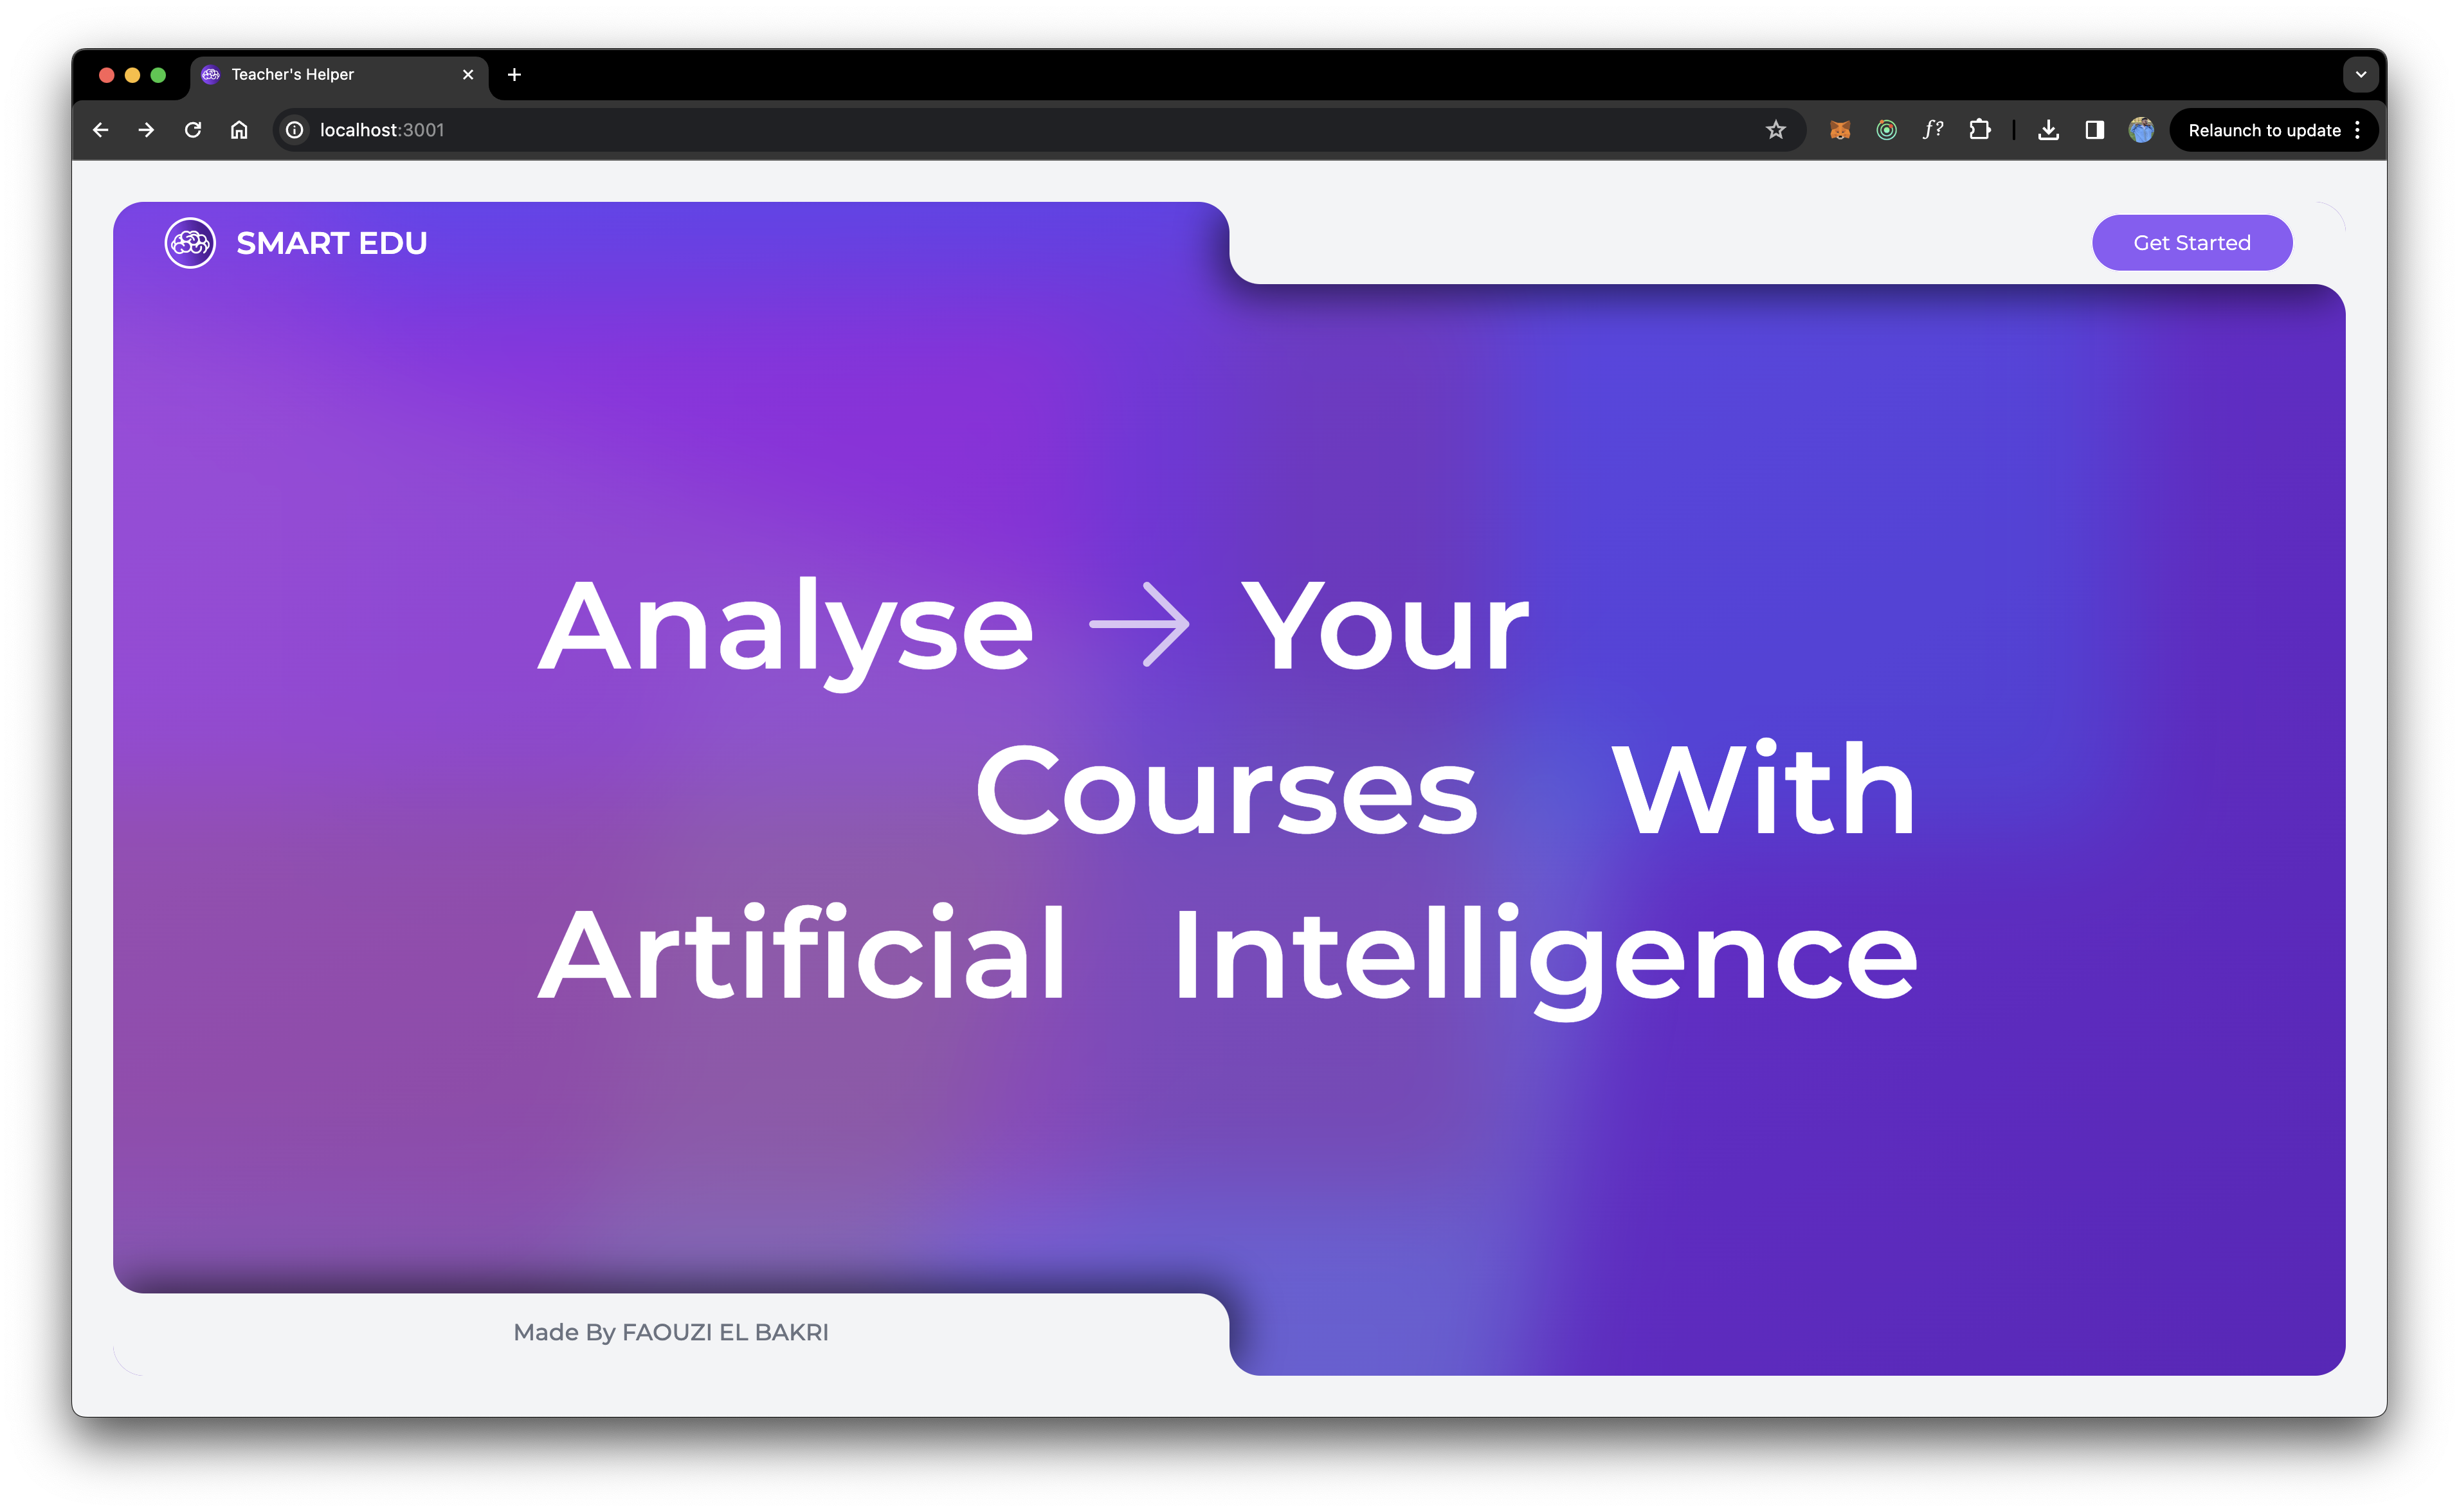 Teacher's Helper
localhost:3001
f?
Relaunch to update
SMART EDU
Get Started
Analyse → Your
Courses With
Artificial Intelligence
Made By FAOUZI EL BAKRI